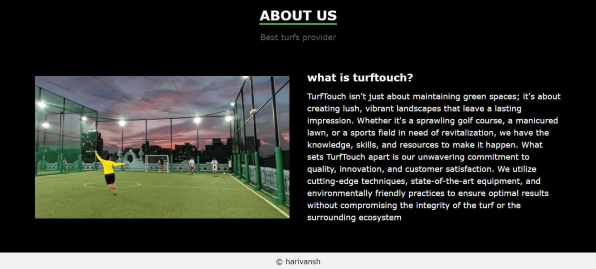 ABOUT US
Best turfs provider
what is turftouch?
TurfTouch isn't just about maintaining green spaces; it's about
creating lush, vibrant landscapes that leave a lasting
impression. Whether it's a sprawling golf course, a manicured
lawn, or a sports field in need of revitalization, we have the
knowledge, skills, and resources to make it happen. What
sets TurfTouch apart is our unwavering commitment to
quality, innovation, and customer satisfaction. We utilize
cutting-edge techniques, state-of-the-art equipment, and
environmentally friendly practices to ensure optimal results
without compromising the integrity of the turf or the
surrounding ecosystem
© harivansh